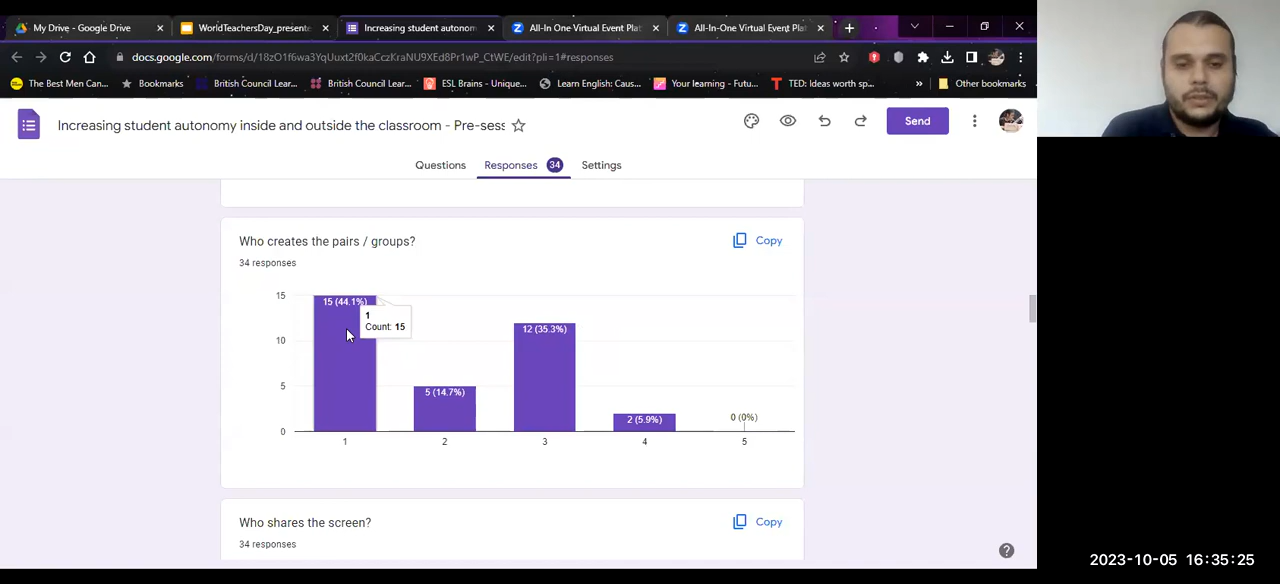 My Drive - Google Drive
WorldTeachersDay_presente
Increasing student autonom
All-In-One Virtual Event Plat
All-In-One Virtual Event Plat
docs.google.com/forms/d/18zO1f6wa3YqUuxt2f0kaCczKraNU9XEd8Pr1wP_CtWE/edit?pli=1#responses
The Best Men Can...
Bookmarks
British Council Lear...
British Council Lear...
ESL Brains - Unique...
Learn English: Caus...
Your learning - Futu...
TED: Ideas worth sp...
»
Other bookmarks
Increasing student autonomy inside and outside the classroom - Pre-sess
Send
Questions
Responses 34
Settings
Who creates the pairs / groups?
Copy
34 responses
15
10
5
0
15 (44.1%)
5 (14.7%)
12 (35.3%)
2 (5.9%)
0 (0%)
1
Count: 15
1 2 3 4 5
Who shares the screen?
Copy
34 responses
2023-10-05 16:35:25